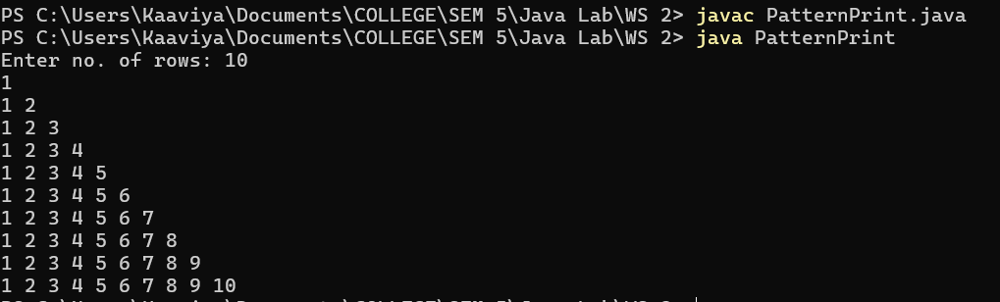 PS C:\Users\Kaaviya\Documents\COLLEGE\SEM 5\Java Lab\WS 2> javac PatternPrint.java
PS C:\Users\Kaaviya\Documents\COLLEGE\SEM 5\Java Lab\WS 2> java PatternPrint
Enter no. of rows: 10
1
1 2
1 2 3
1 2 3 4
1 2 3 4 5
1 2 3 4 5 6
1 2 3 4 5 6 7
1 2 3 4 5 6 7 8
1 2 3 4 5 6 7 8 9
1 2 3 4 5 6 7 8 9 10